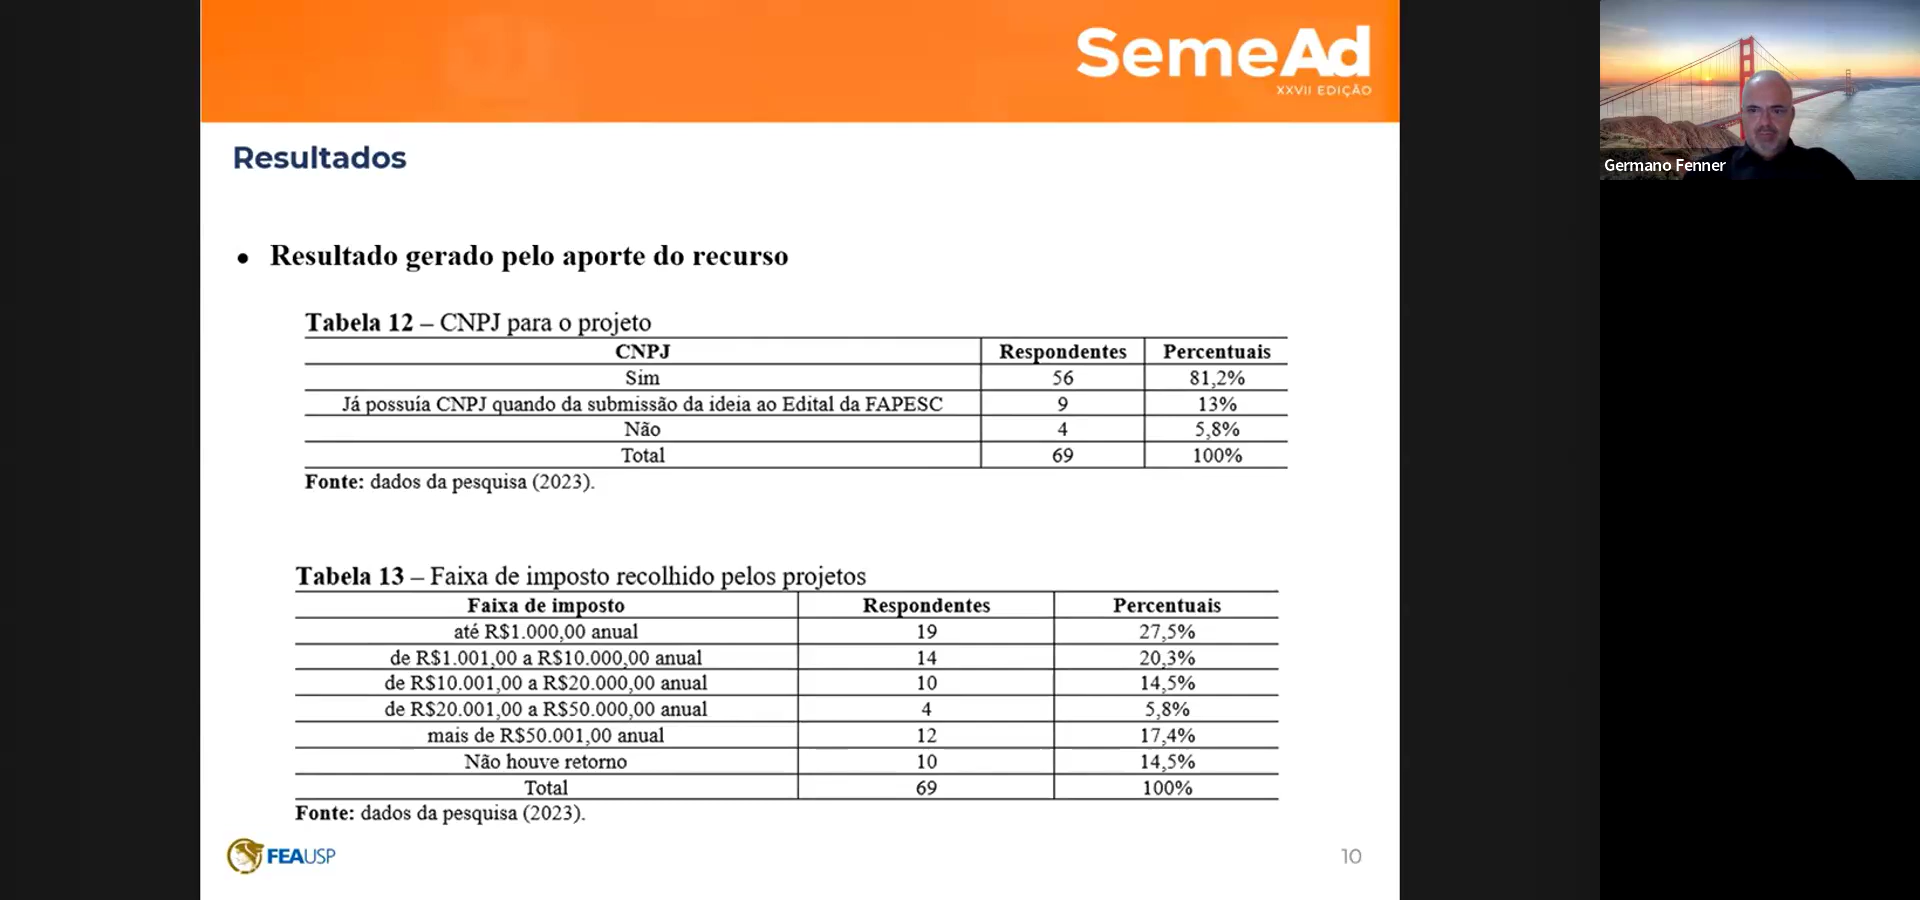 SemeAd
XXVII EDIÇÃO
Resultados
• Resultado gerado pelo aporte do recurso
Tabela 12 – CNPJ para o projeto
CNPJ Respondentes Percentuais
Sim 56 81,2%
Já possuía CNPJ quando da submissão da ideia ao Edital da FAPESC 9 13%
Não 4 5,8%
Total 69 100%
Fonte: dados da pesquisa (2023).
Tabela 13 – Faixa de imposto recolhido pelos projetos
Faixa de imposto Respondentes Percentuais
até R$1.000,00 anual 19 27,5%
de R$1.001,00 a R$10.000,00 anual 14 20,3%
de R$10.001,00 a R$20.000,00 anual 10 14,5%
de R$20.001,00 a R$50.000,00 anual 4 5,8%
mais de R$50.001,00 anual 12 17,4%
Não houve retorno 10 14,5%
Total 69 100%
Fonte: dados da pesquisa (2023).
FEAUSP
10
Germano Fenner